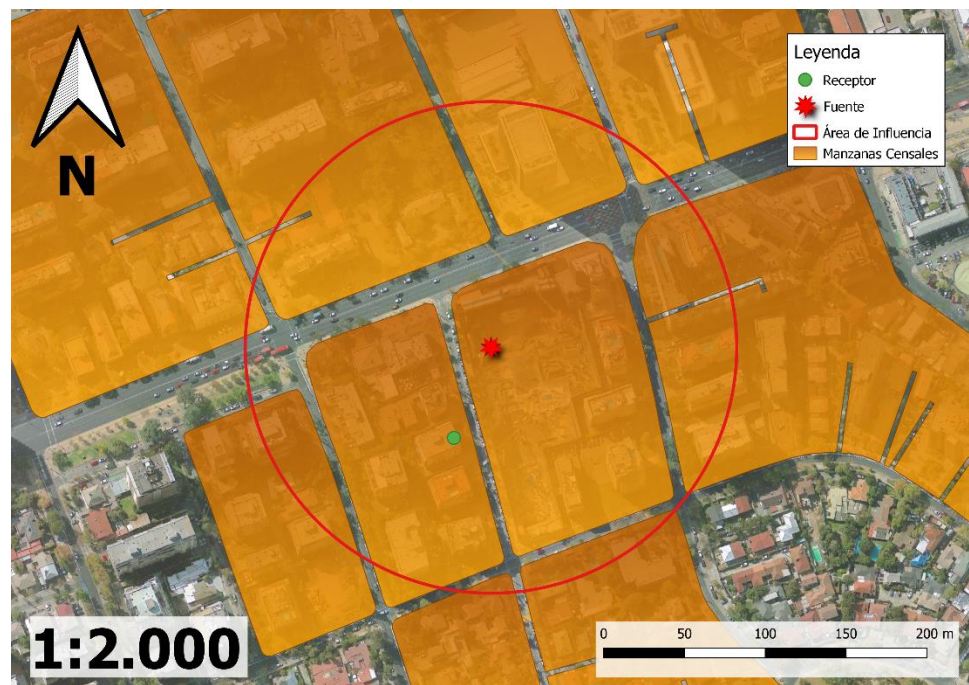 N
Leyenda
Receptor
Fuente
Área de Influencia
Manzanas Censales
1:2.000
0 50 100 150 200 m